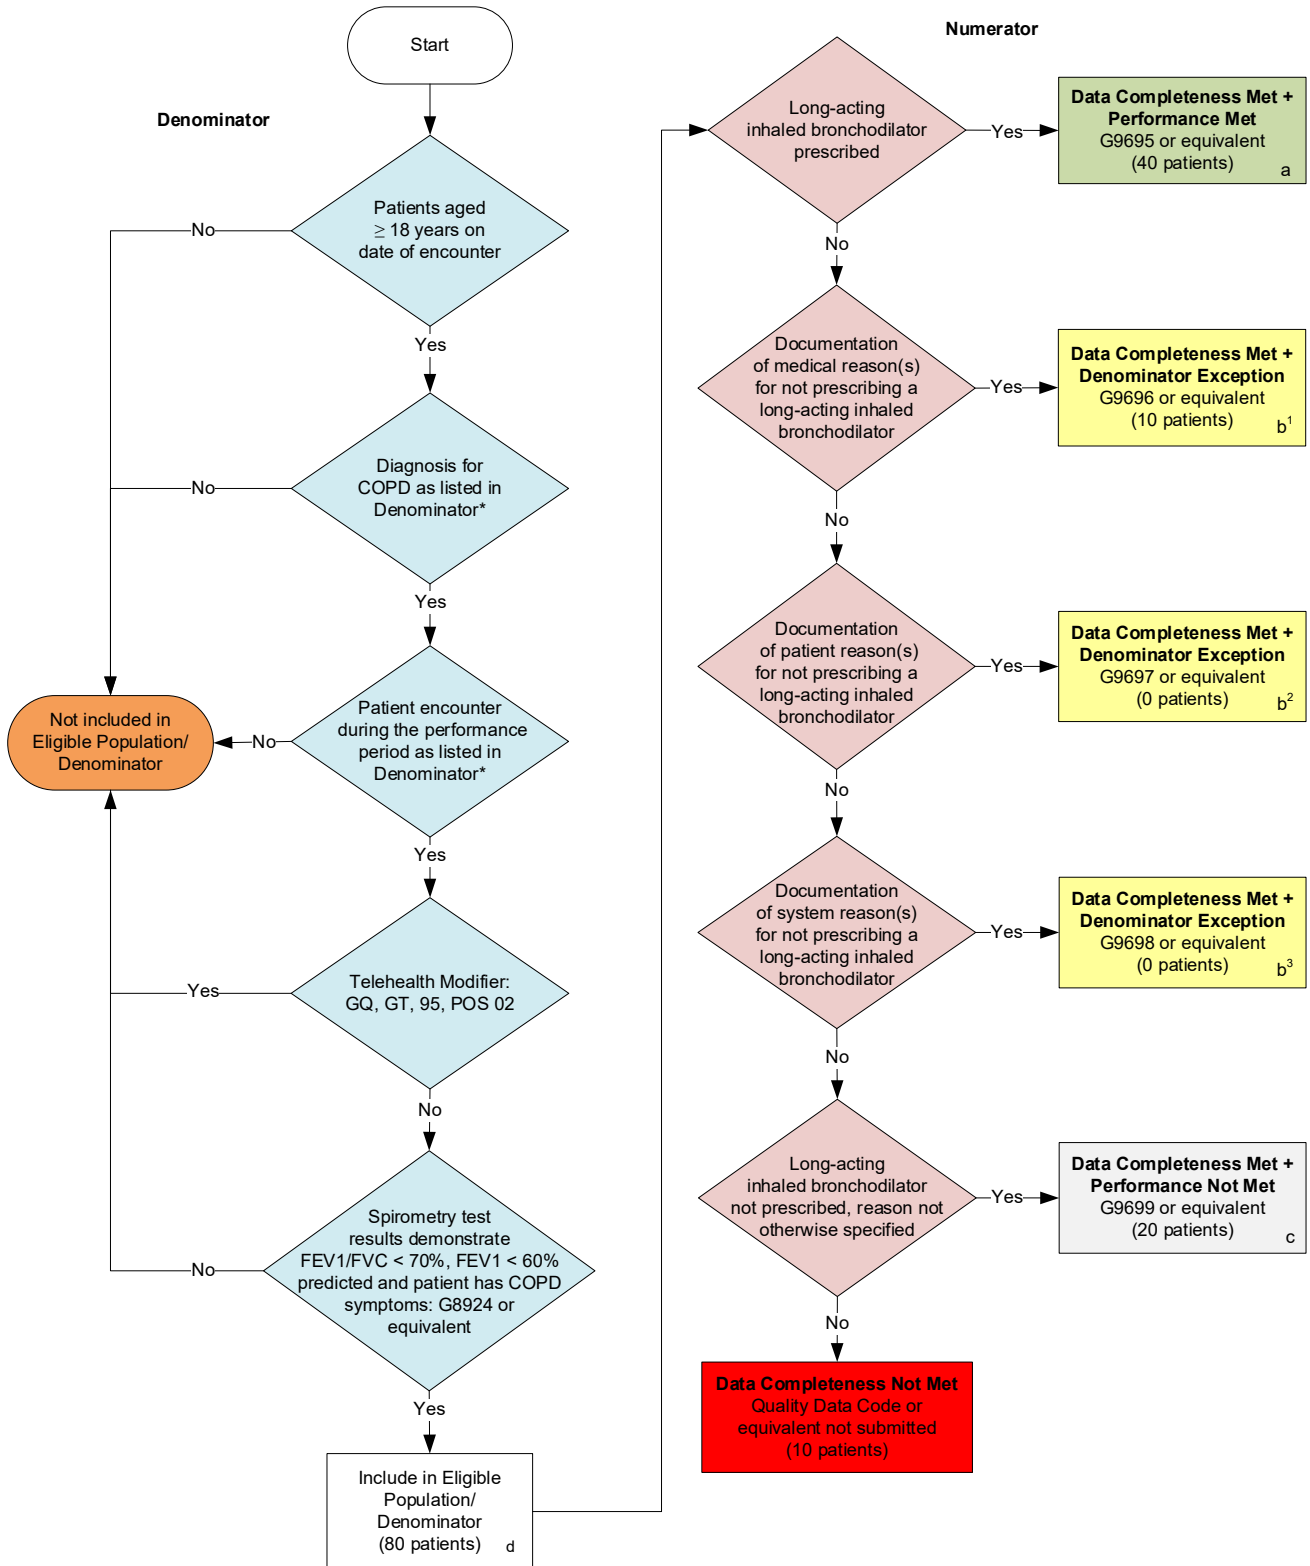 Start
Denominator
Patients aged
≥ 18 years on
date of encounter
No
Yes
Diagnosis for
COPD as listed in
Denominator*
No
Yes
Patient encounter
during the performance
period as listed in
Denominator*
No
Not included in
Eligible Population/
Denominator
Yes
Telehealth Modifier:
GQ, GT, 95, POS 02
Yes
No
Spirometry test
results demonstrate
FEV1/FVC < 70%, FEV1 < 60%
predicted and patient has COPD
symptoms: G8924 or
equivalent
No
Yes
Include in Eligible
Population/
Denominator
(80 patients) d
Numerator
Long-acting
inhaled bronchodilator
prescribed
Yes
Data Completeness Met +
Performance Met
G9695 or equivalent
(40 patients) a
No
Documentation
of medical reason(s)
for not prescribing a
long-acting inhaled
bronchodilator
Yes
Data Completeness Met +
Denominator Exception
G9696 or equivalent
(10 patients) b¹
No
Documentation
of patient reason(s)
for not prescribing a
long-acting inhaled
bronchodilator
Yes
Data Completeness Met +
Denominator Exception
G9697 or equivalent
(0 patients) b²
No
Documentation
of system reason(s)
for not prescribing a
long-acting inhaled
bronchodilator
Yes
Data Completeness Met +
Denominator Exception
G9698 or equivalent
(0 patients) b³
No
Long-acting
inhaled bronchodilator
not prescribed, reason not
otherwise specified
Yes
Data Completeness Met +
Performance Not Met
G9699 or equivalent
(20 patients) c
No
Data Completeness Not Met
Quality Data Code or
equivalent not submitted
(10 patients)